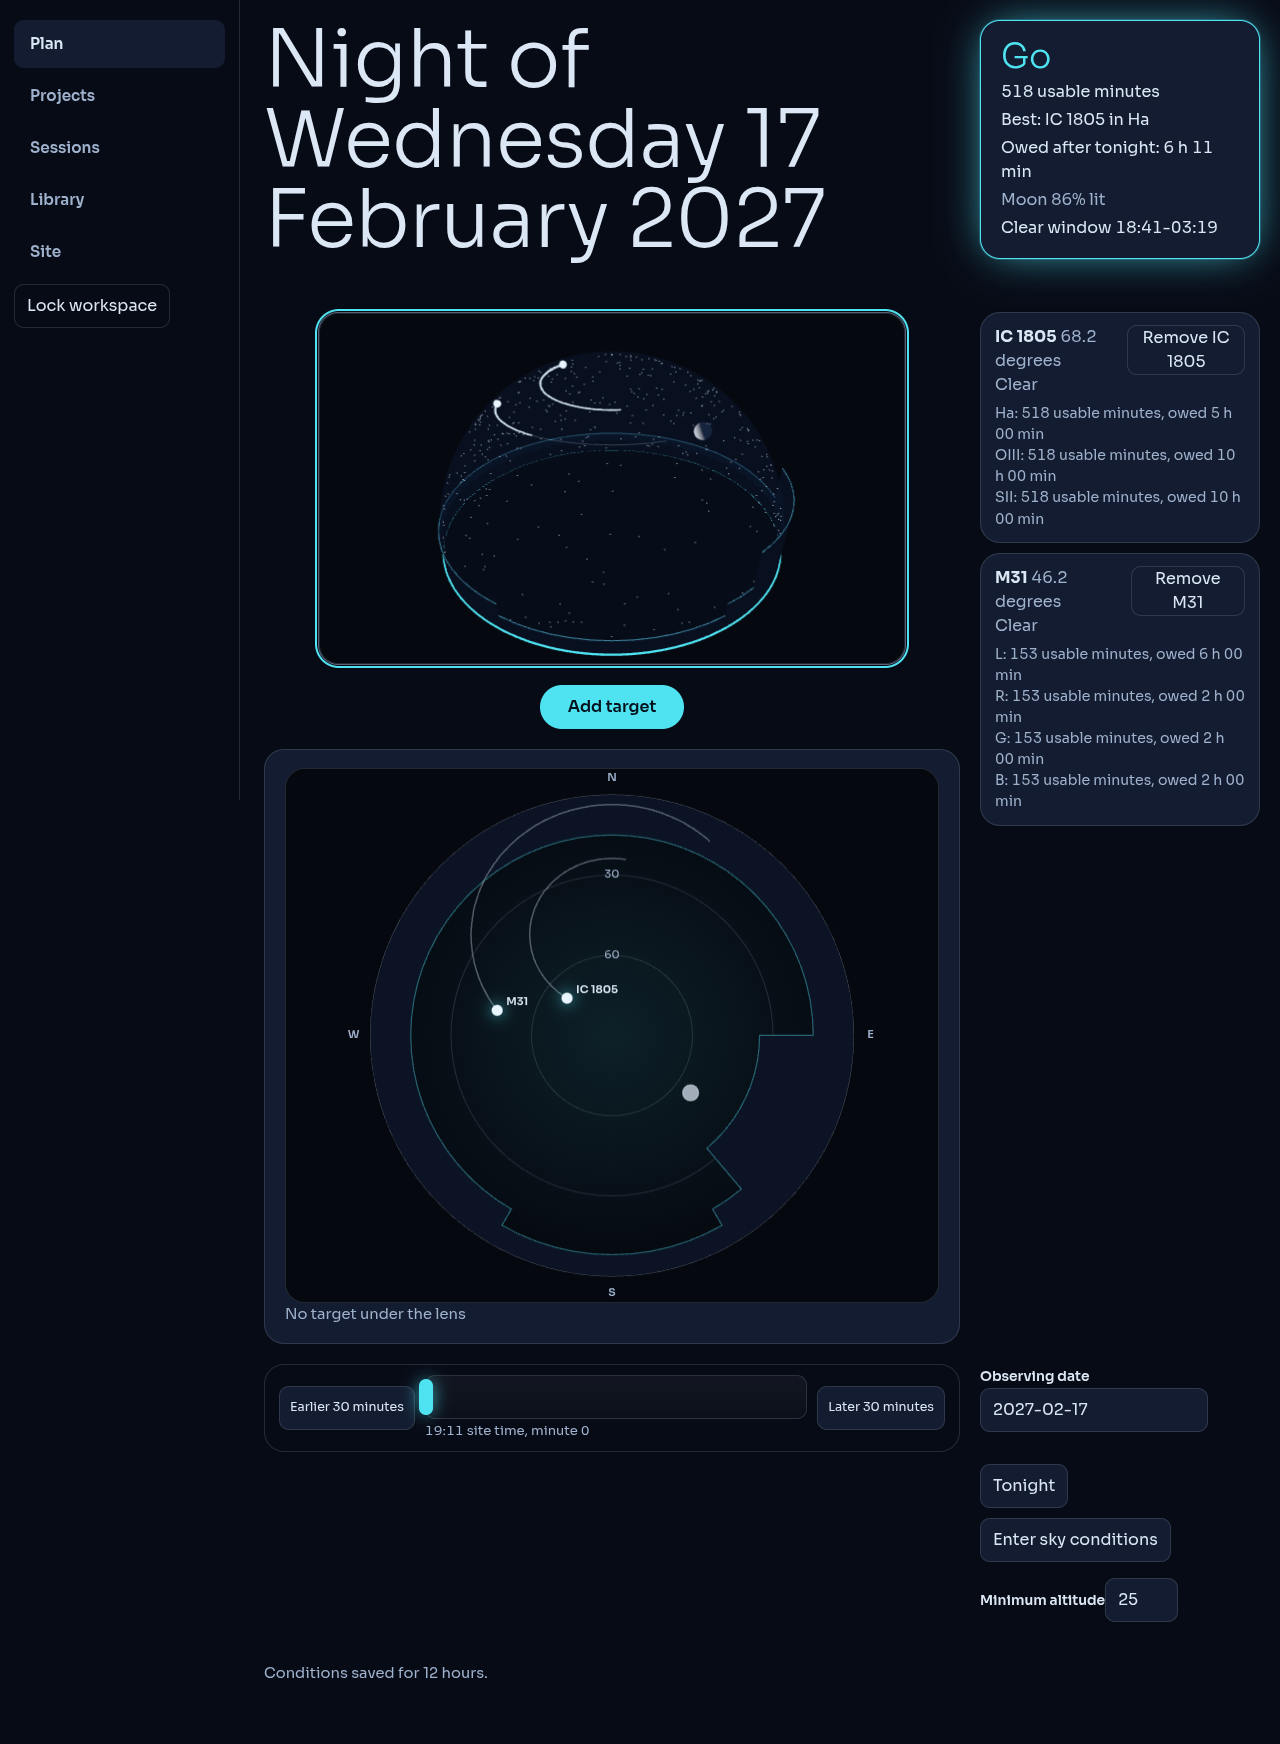 Plan
Projects
Sessions
Library
Site
Lock workspace
Night of
Wednesday 17
February 2027
Go
518 usable minutes
Best: IC 1805 in Ha
Owed after tonight: 6 h 11
min
Moon 86% lit
Clear window 18:41-03:19
IC 1805 68.2
degrees
Clear
Remove IC
1805
Ha: 518 usable minutes, owed 5 h
00 min
OIII: 518 usable minutes, owed 10
h 00 min
SII: 518 usable minutes, owed 10 h
00 min
M31 46.2
degrees
Clear
Remove
M31
L: 153 usable minutes, owed 6 h 00
min
R: 153 usable minutes, owed 2 h 00
min
G: 153 usable minutes, owed 2 h
00 min
B: 153 usable minutes, owed 2 h 00
min
Add target
N
30
60
IC 1805
M31
W
E
S
No target under the lens
Earlier 30 minutes
19:11 site time, minute 0
Later 30 minutes
Observing date
2027-02-17
Tonight
Enter sky conditions
Minimum altitude 25
Conditions saved for 12 hours.